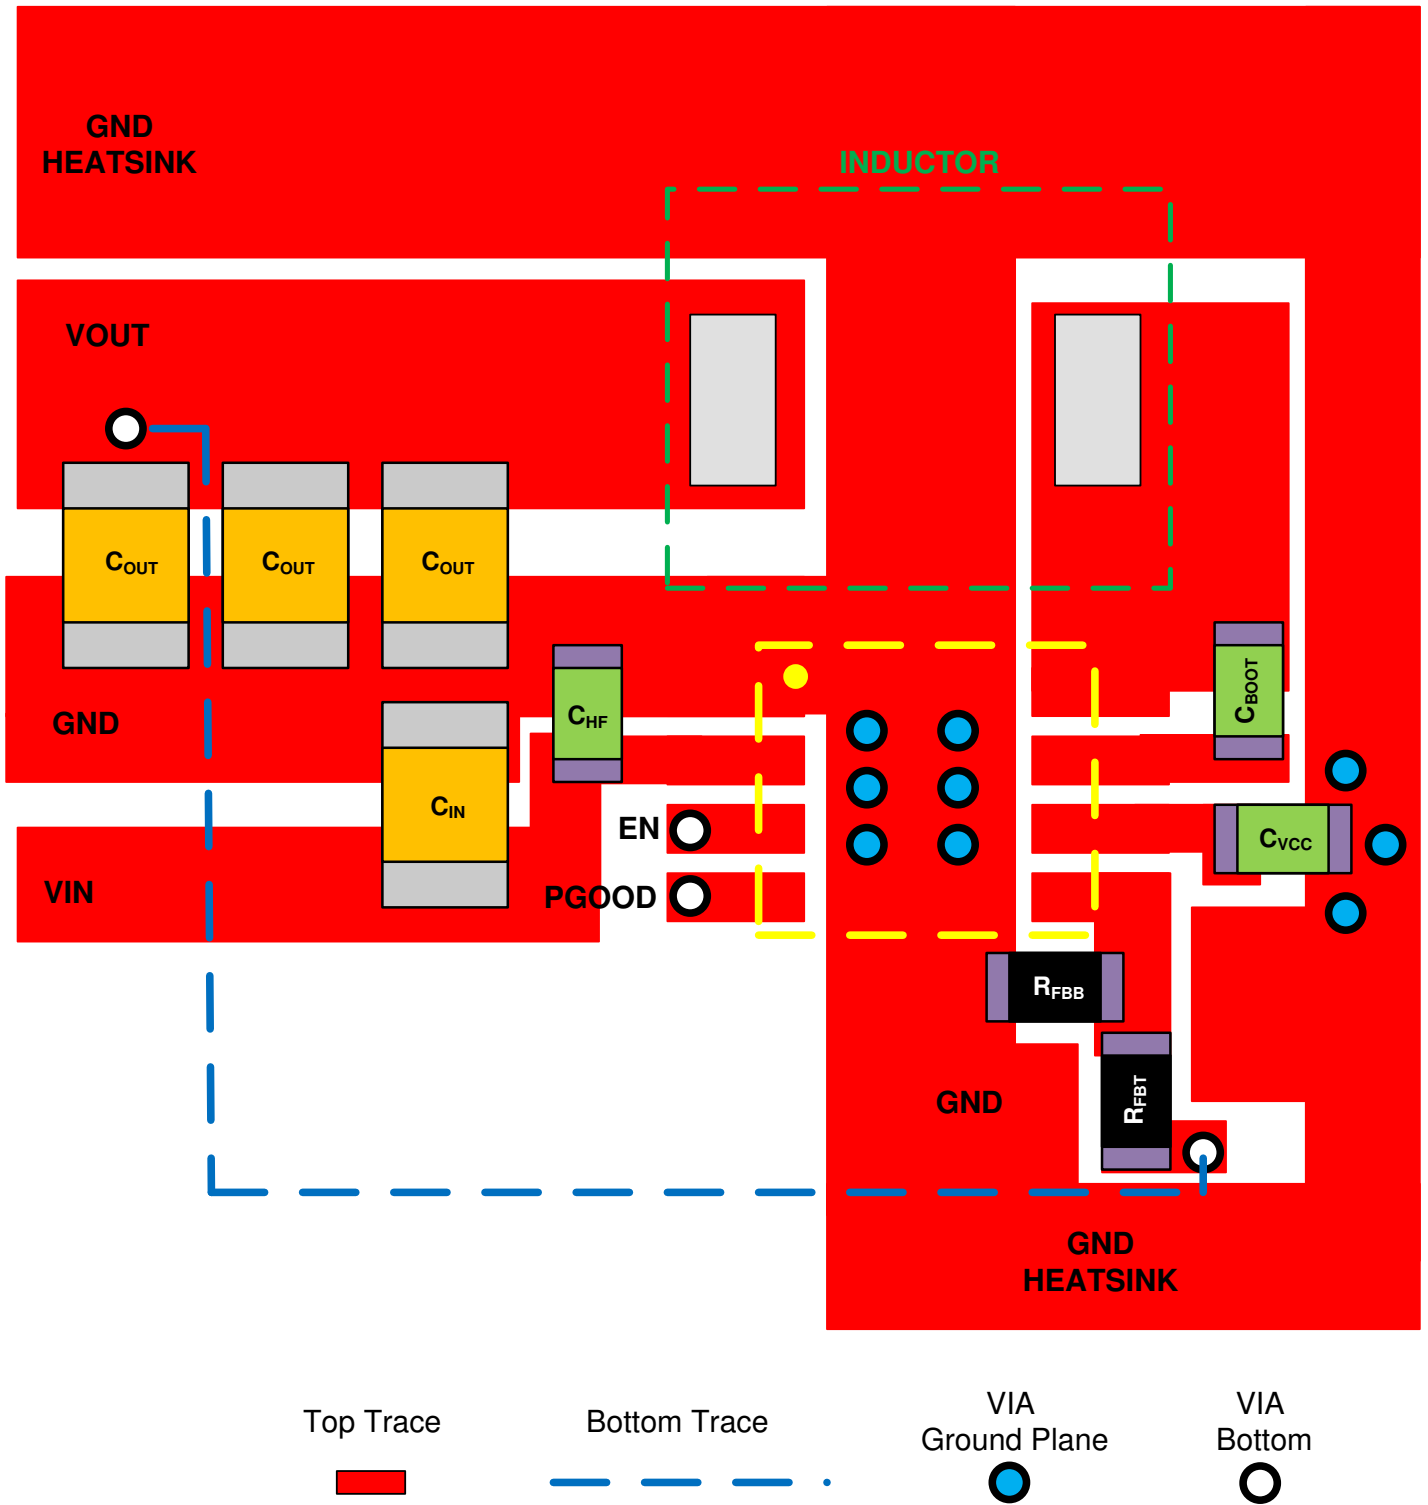 GND
HEATSINK
INDUCTOR
VOUT
COUT
COUT
COUT
CBOOT
GND
CHF
CIN
EN
CVCC
VIN
PGOOD
RFBB
RFBT
GND
GND
HEATSINK
Top Trace
Bottom Trace
VIA
Ground Plane
VIA
Bottom